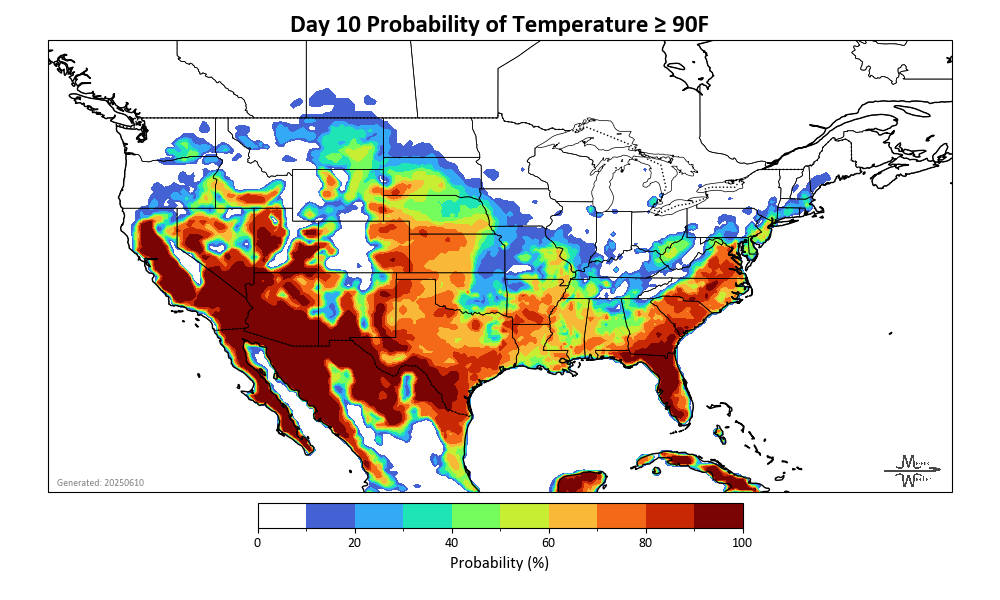 Day 10 Probability of Temperature ≥ 90F
Generated: 20250610
0 20 40 60 80 100
Probability (%)